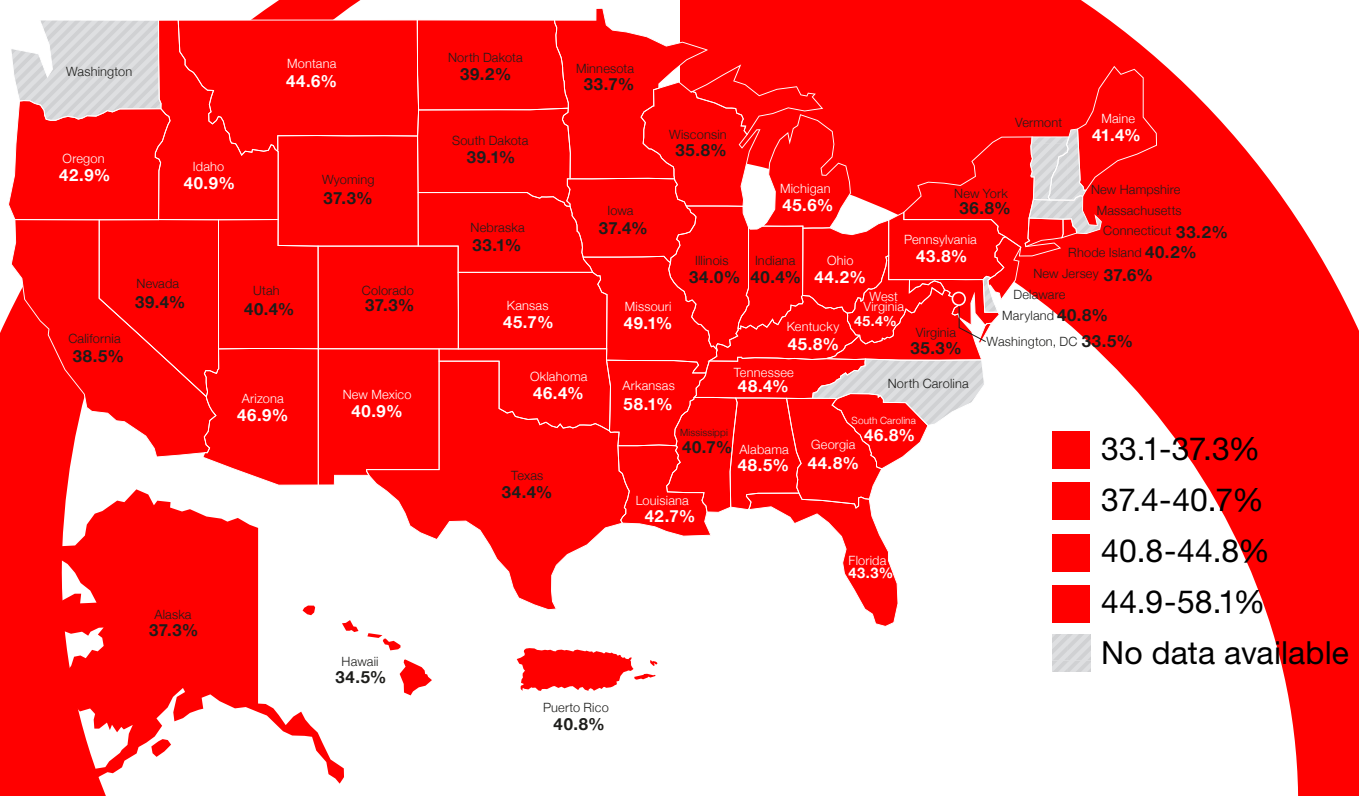 Washington
Montana
44.6%
North Dakota
39.2%
Minnesota
33.7%
Oregon
42.9%
Idaho
40.9%
Wyoming
37.3%
South Dakota
39.1%
Wisconsin
35.8%
Michigan
45.6%
Vermont
Maine
41.4%
New York
36.8%
New Hampshire
Massachusetts
Connecticut 33.2%
Rhode Island 40.2%
New Jersey 37.6%
Delaware
Maryland 40.8%
Washington, DC 33.5%
Nebraska
33.1%
Iowa
37.4%
Illinois
34.0%
Indiana
40.4%
Ohio
44.2%
Pennsylvania
43.8%
Nevada
39.4%
Utah
40.4%
Colorado
37.3%
Kansas
45.7%
Missouri
49.1%
Kentucky
45.8%
West
Virginia
45.4%
Virginia
35.3%
California
38.5%
Arizona
46.9%
New Mexico
40.9%
Oklahoma
46.4%
Arkansas
58.1%
Tennessee
48.4%
North Carolina
South Carolina
46.8%
Mississippi
40.7%
Alabama
48.5%
Georgia
44.8%
Texas
34.4%
Louisiana
42.7%
Florida
43.3%
Alaska
37.3%
Hawaii
34.5%
Puerto Rico
40.8%
33.1-37.3%
37.4-40.7%
40.8-44.8%
44.9-58.1%
No data available